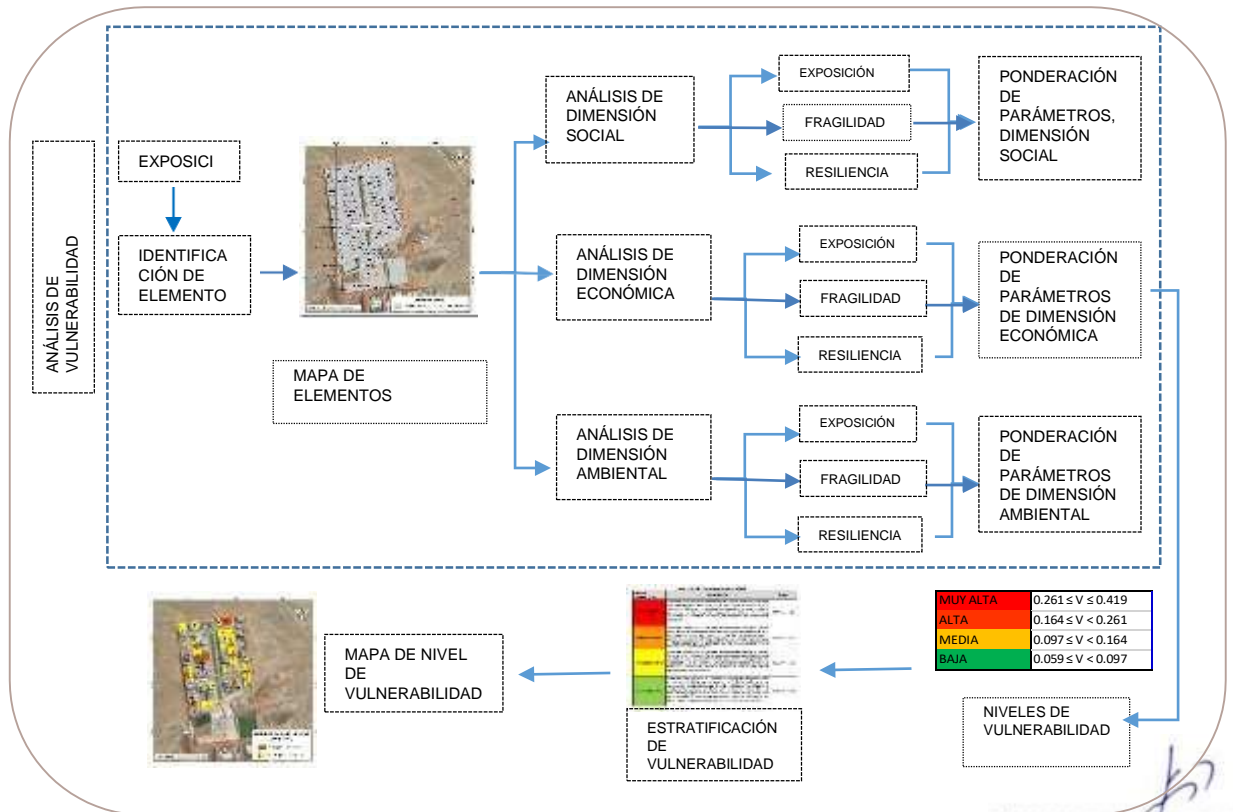 ANÁLISIS DE
VULNERABILIDAD
EXPOSICI
IDENTIFICA
CIÓN DE
ELEMENTO
MAPA DE
ELEMENTOS
ANÁLISIS DE
DIMENSIÓN
SOCIAL
EXPOSICIÓN
FRAGILIDAD
RESILIENCIA
PONDERACIÓN
DE
PARÁMETROS,
DIMENSIÓN
SOCIAL
ANÁLISIS DE
DIMENSIÓN
ECONÓMICA
EXPOSICIÓN
FRAGILIDAD
RESILIENCIA
PONDERACIÓN
DE
PARÁMETROS
DE DIMENSIÓN
ECONÓMICA
ANÁLISIS DE
DIMENSIÓN
AMBIENTAL
EXPOSICIÓN
FRAGILIDAD
RESILIENCIA
PONDERACIÓN
DE
PARÁMETROS
DE DIMENSIÓN
AMBIENTAL
MUY ALTA 0.261 ≤ V ≤ 0.419
ALTA 0.164 ≤ V < 0.261
MEDIA 0.097 ≤ V < 0.164
BAJA 0.059 ≤ V < 0.097
NIVELES DE
VULNERABILIDAD
ESTRATIFICACIÓN
DE
VULNERABILIDAD
MAPA DE NIVEL
DE
VULNERABILIDAD